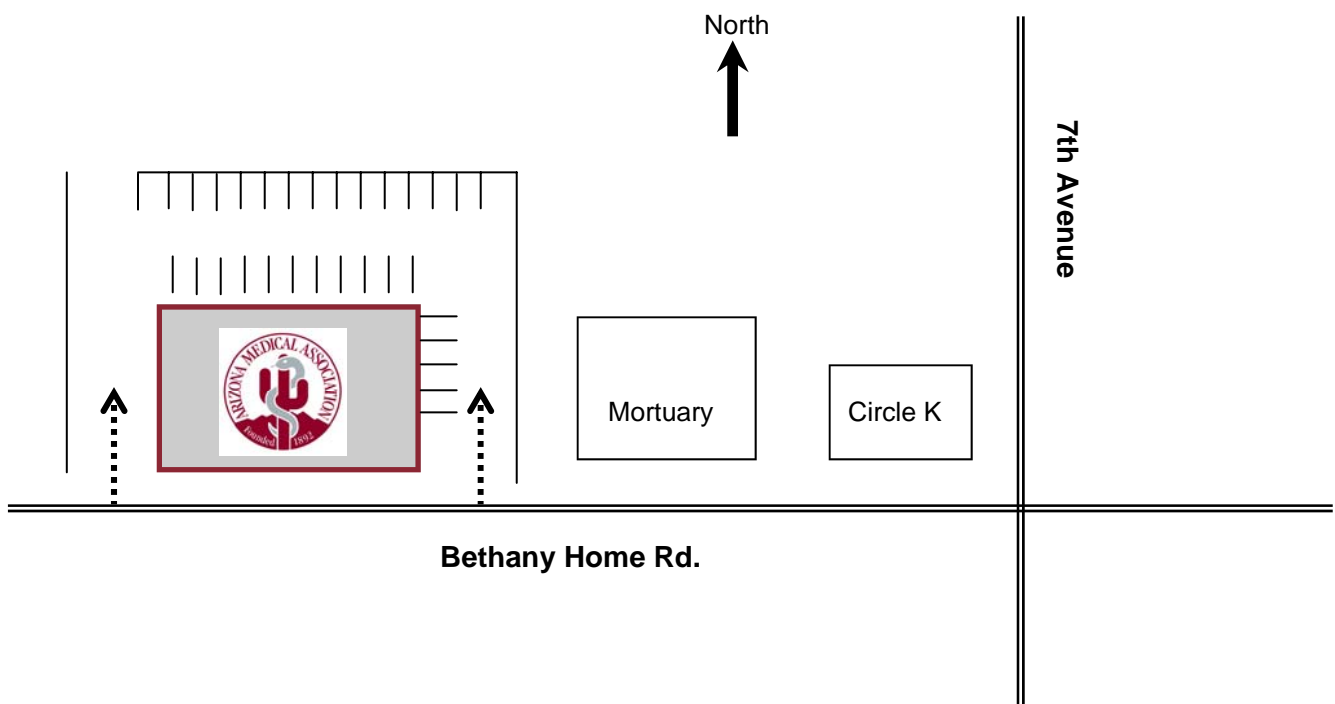 North
7th Avenue
ARIZONA MEDICAL ASSOCIATION
Founded 1892
Mortuary
Circle K
Bethany Home Rd.